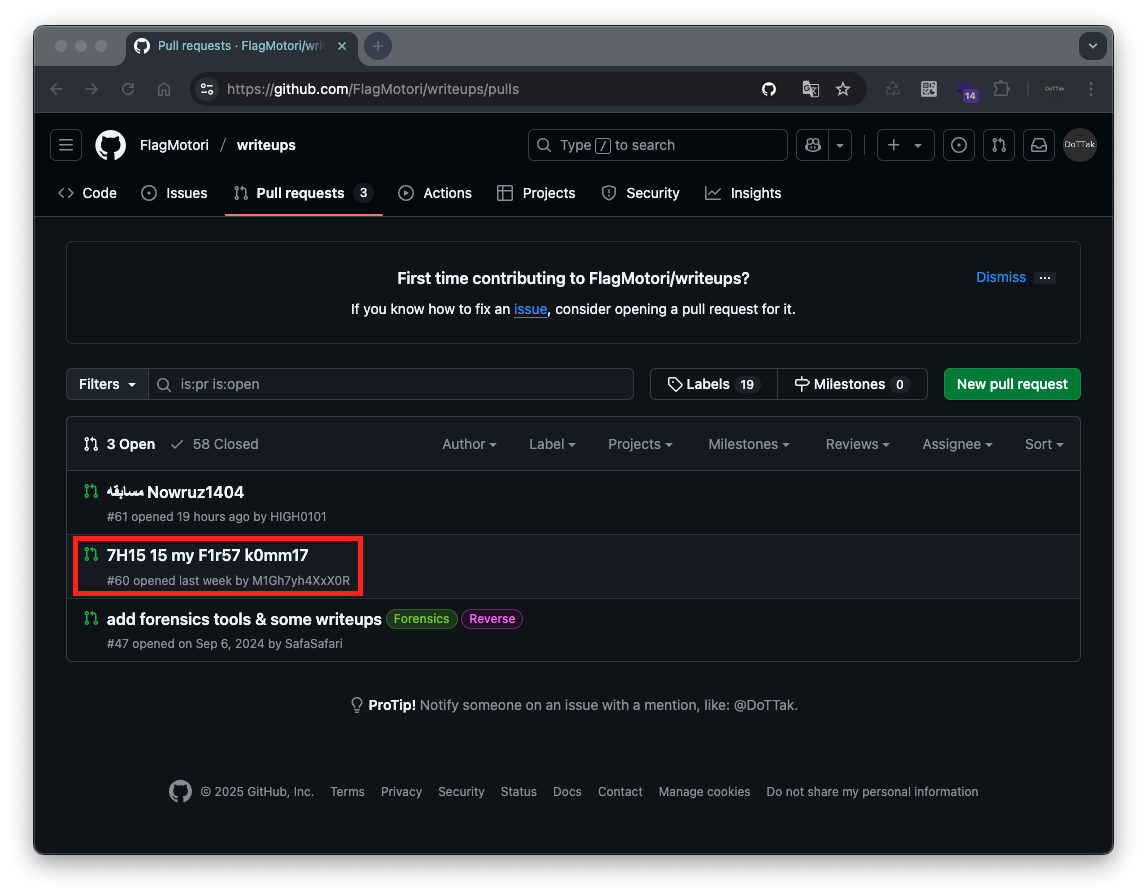 Pull requests · FlagMotori/wri
https://github.com/FlagMotori/writeups/pulls
14
DoTTak
FlagMotori / writeups
Type / to search
DoTTak
Code Issues Pull requests 3 Actions Projects Security Insights
First time contributing to FlagMotori/writeups?
Dismiss
If you know how to fix an issue, consider opening a pull request for it.
Filters is:pr is:open Labels 19 Milestones 0 New pull request
3 Open 58 Closed Author Label Projects Milestones Reviews Assignee Sort
مسابقه Nowruz1404
#61 opened 19 hours ago by HIGH0101
7H15 15 my F1r57 k0mm17
#60 opened last week by M1Gh7yh4XxX0R
add forensics tools & some writeups Forensics Reverse
#47 opened on Sep 6, 2024 by SafaSafari
ProTip! Notify someone on an issue with a mention, like: @DoTTak.
© 2025 GitHub, Inc. Terms Privacy Security Status Docs Contact Manage cookies Do not share my personal information